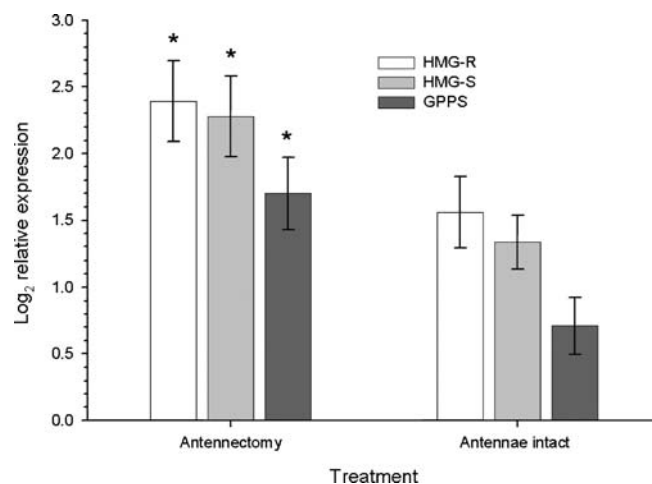 3.0
* *
2.5
HMG-R
HMG-S
GPPS
2.0
*
1.5
1.0
0.5
0.0
Log2 relative expression
Antennectomy Antennae intact
Treatment